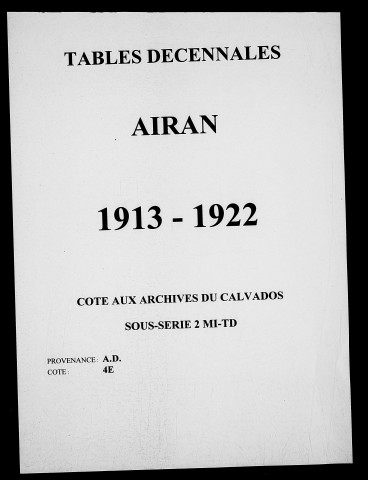 TABLES DECENNALES
AIRAN
1913 - 1922
COTE AUX ARCHIVES DU CALVADOS
SOUS-SERIE 2 MI-TD
PROVENANCE: A.D.
COTE: 4E